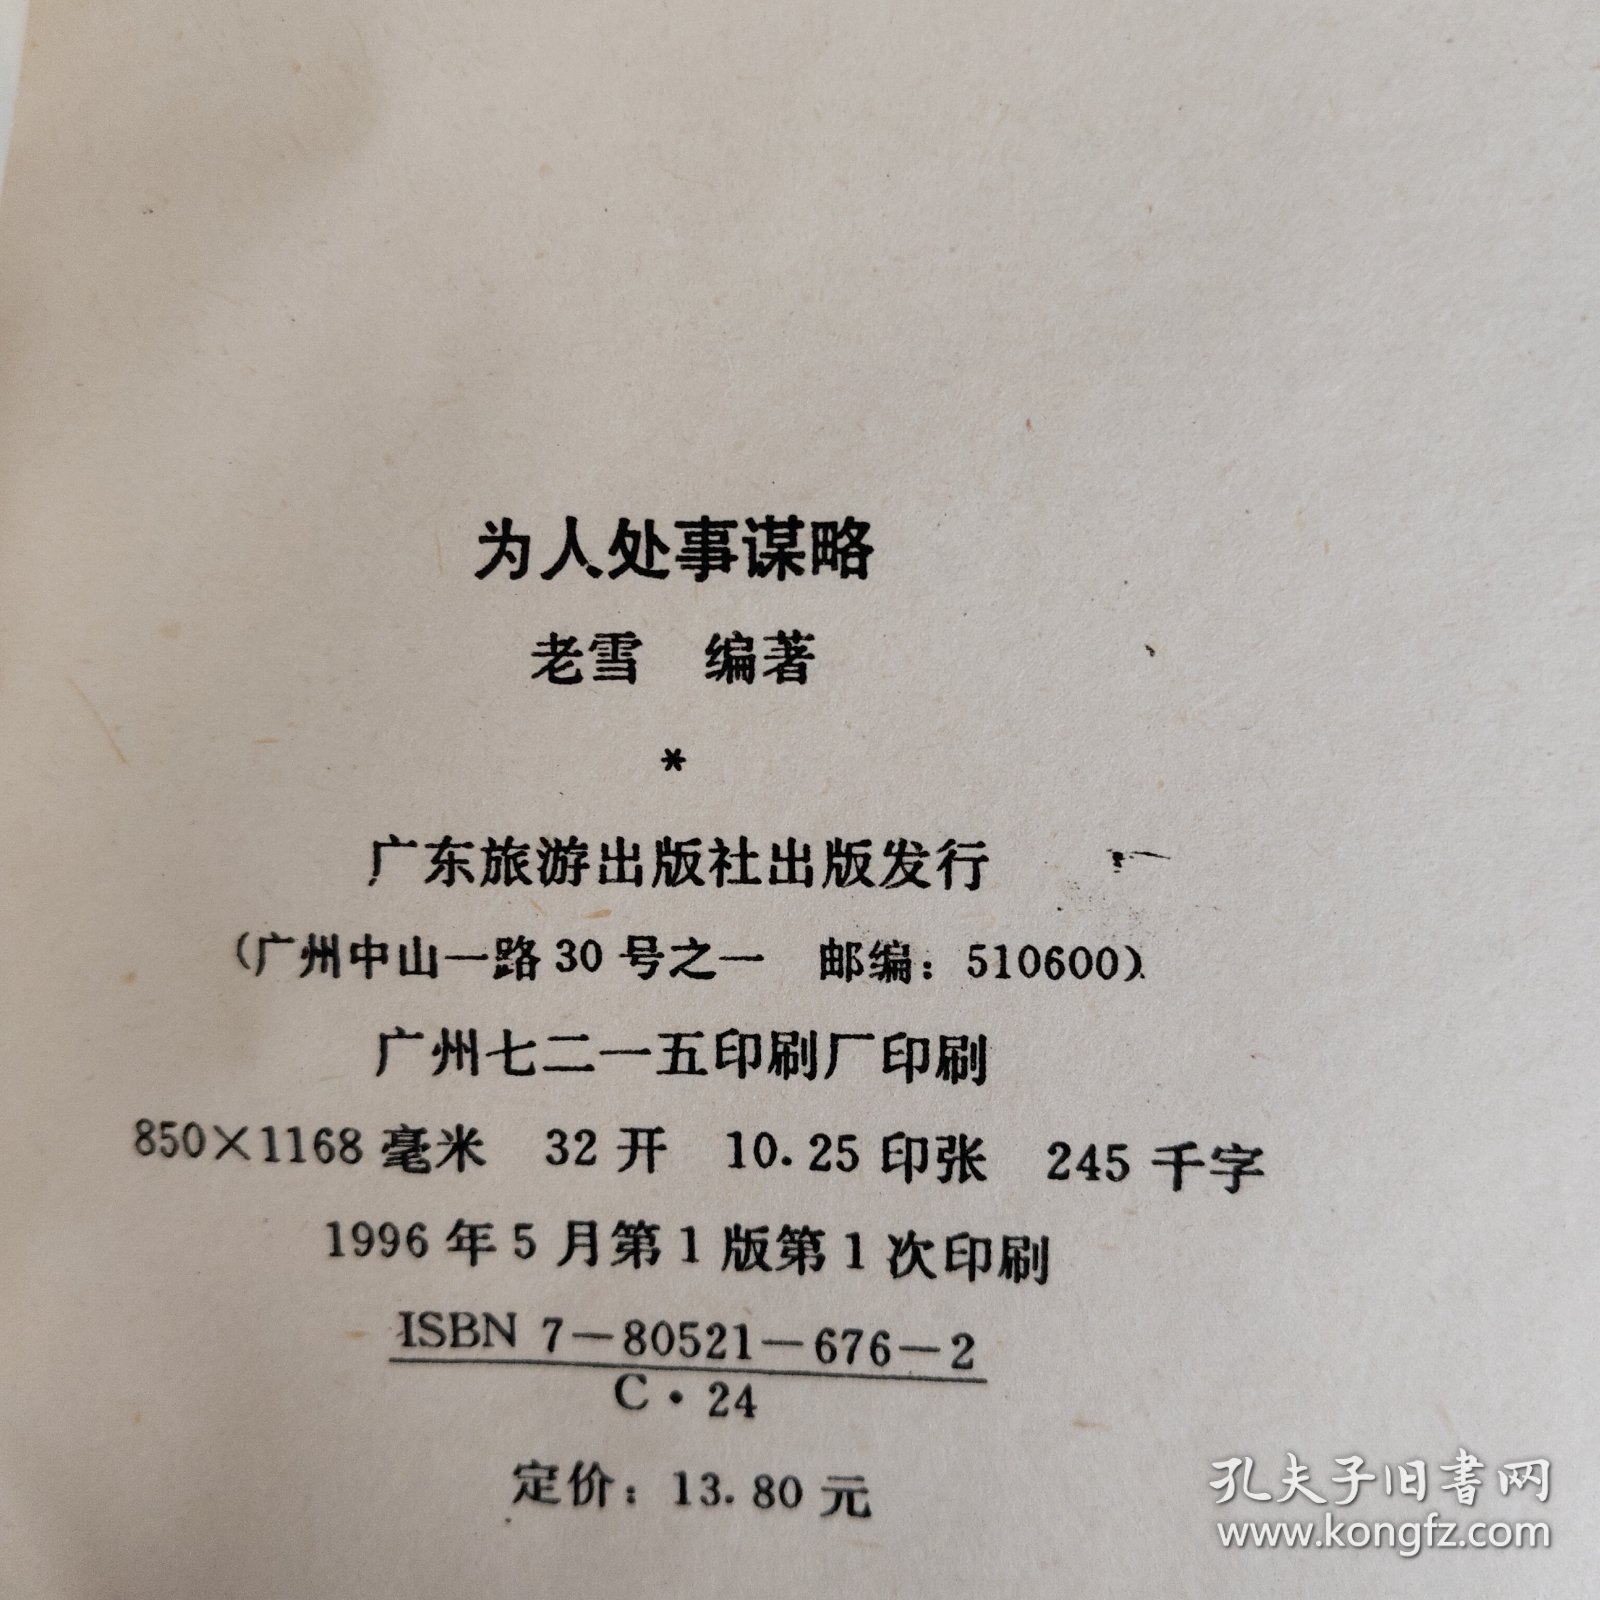 为人处事谋略
老雪 编著
*
广东旅游出版社出版发行
(广州中山一路30号之一 邮编：510600)
广州七二一五印刷厂印刷
850×1168毫米 32开 10.25印张 245千字
1996年5月第1版第1次印刷
ISBN 7-80521-676-2
C·24
定价：13.80元
孔夫子旧书网
www.kongfz.com